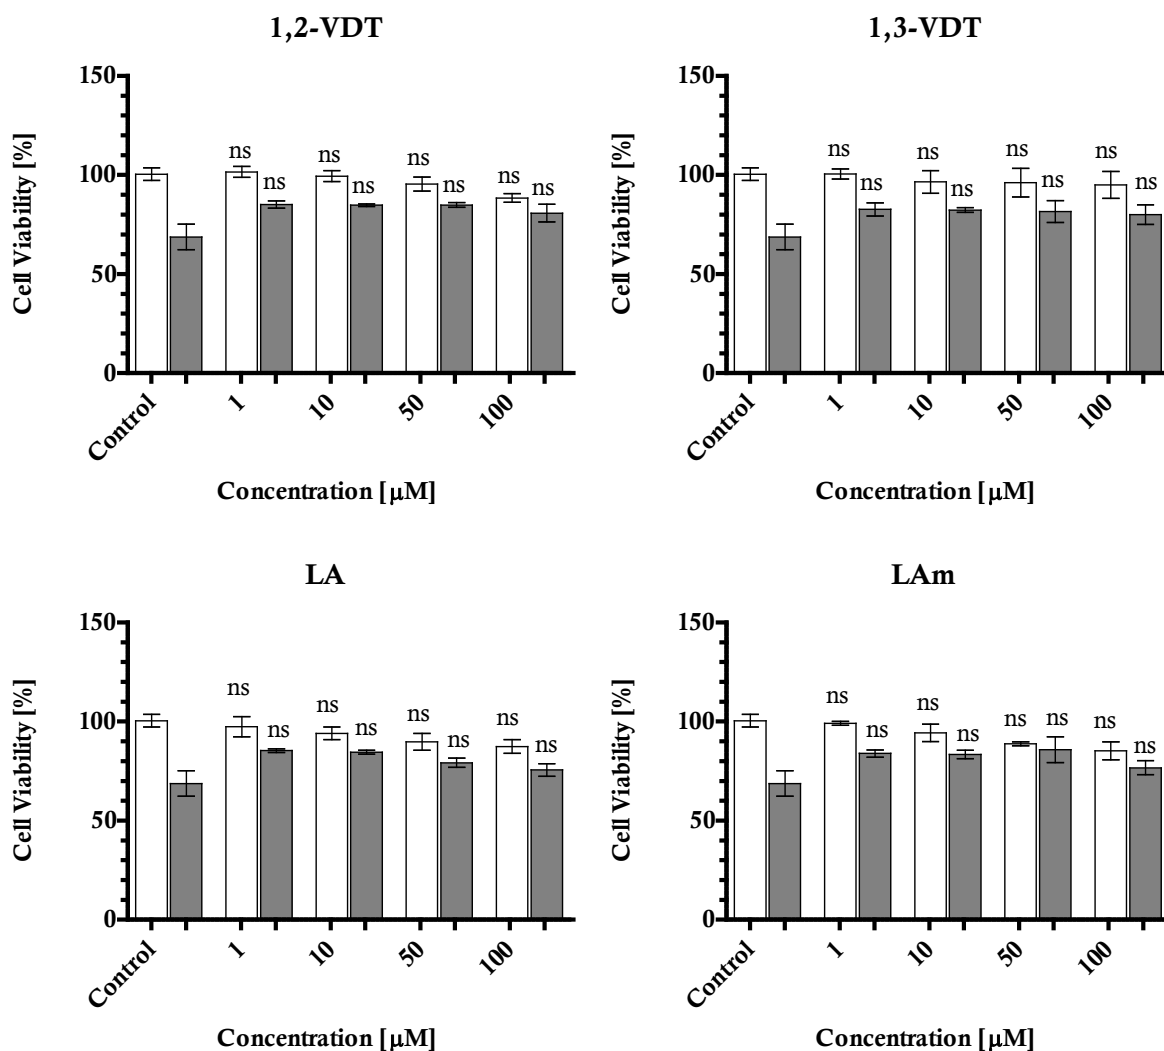 1,2-VDT
150
100
50
0
Cell Viability [%]
ns ns ns ns ns ns ns ns
Control 1 10 50 100
Concentration [μM]
1,3-VDT
150
100
50
0
Cell Viability [%]
ns ns ns ns ns ns ns ns
Control 1 10 50 100
Concentration [μM]
LA
150
100
50
0
Cell Viability [%]
ns ns ns ns ns ns ns ns
Control 1 10 50 100
Concentration [μM]
LAm
150
100
50
0
Cell Viability [%]
ns ns ns ns ns ns ns ns
Control 1 10 50 100
Concentration [μM]